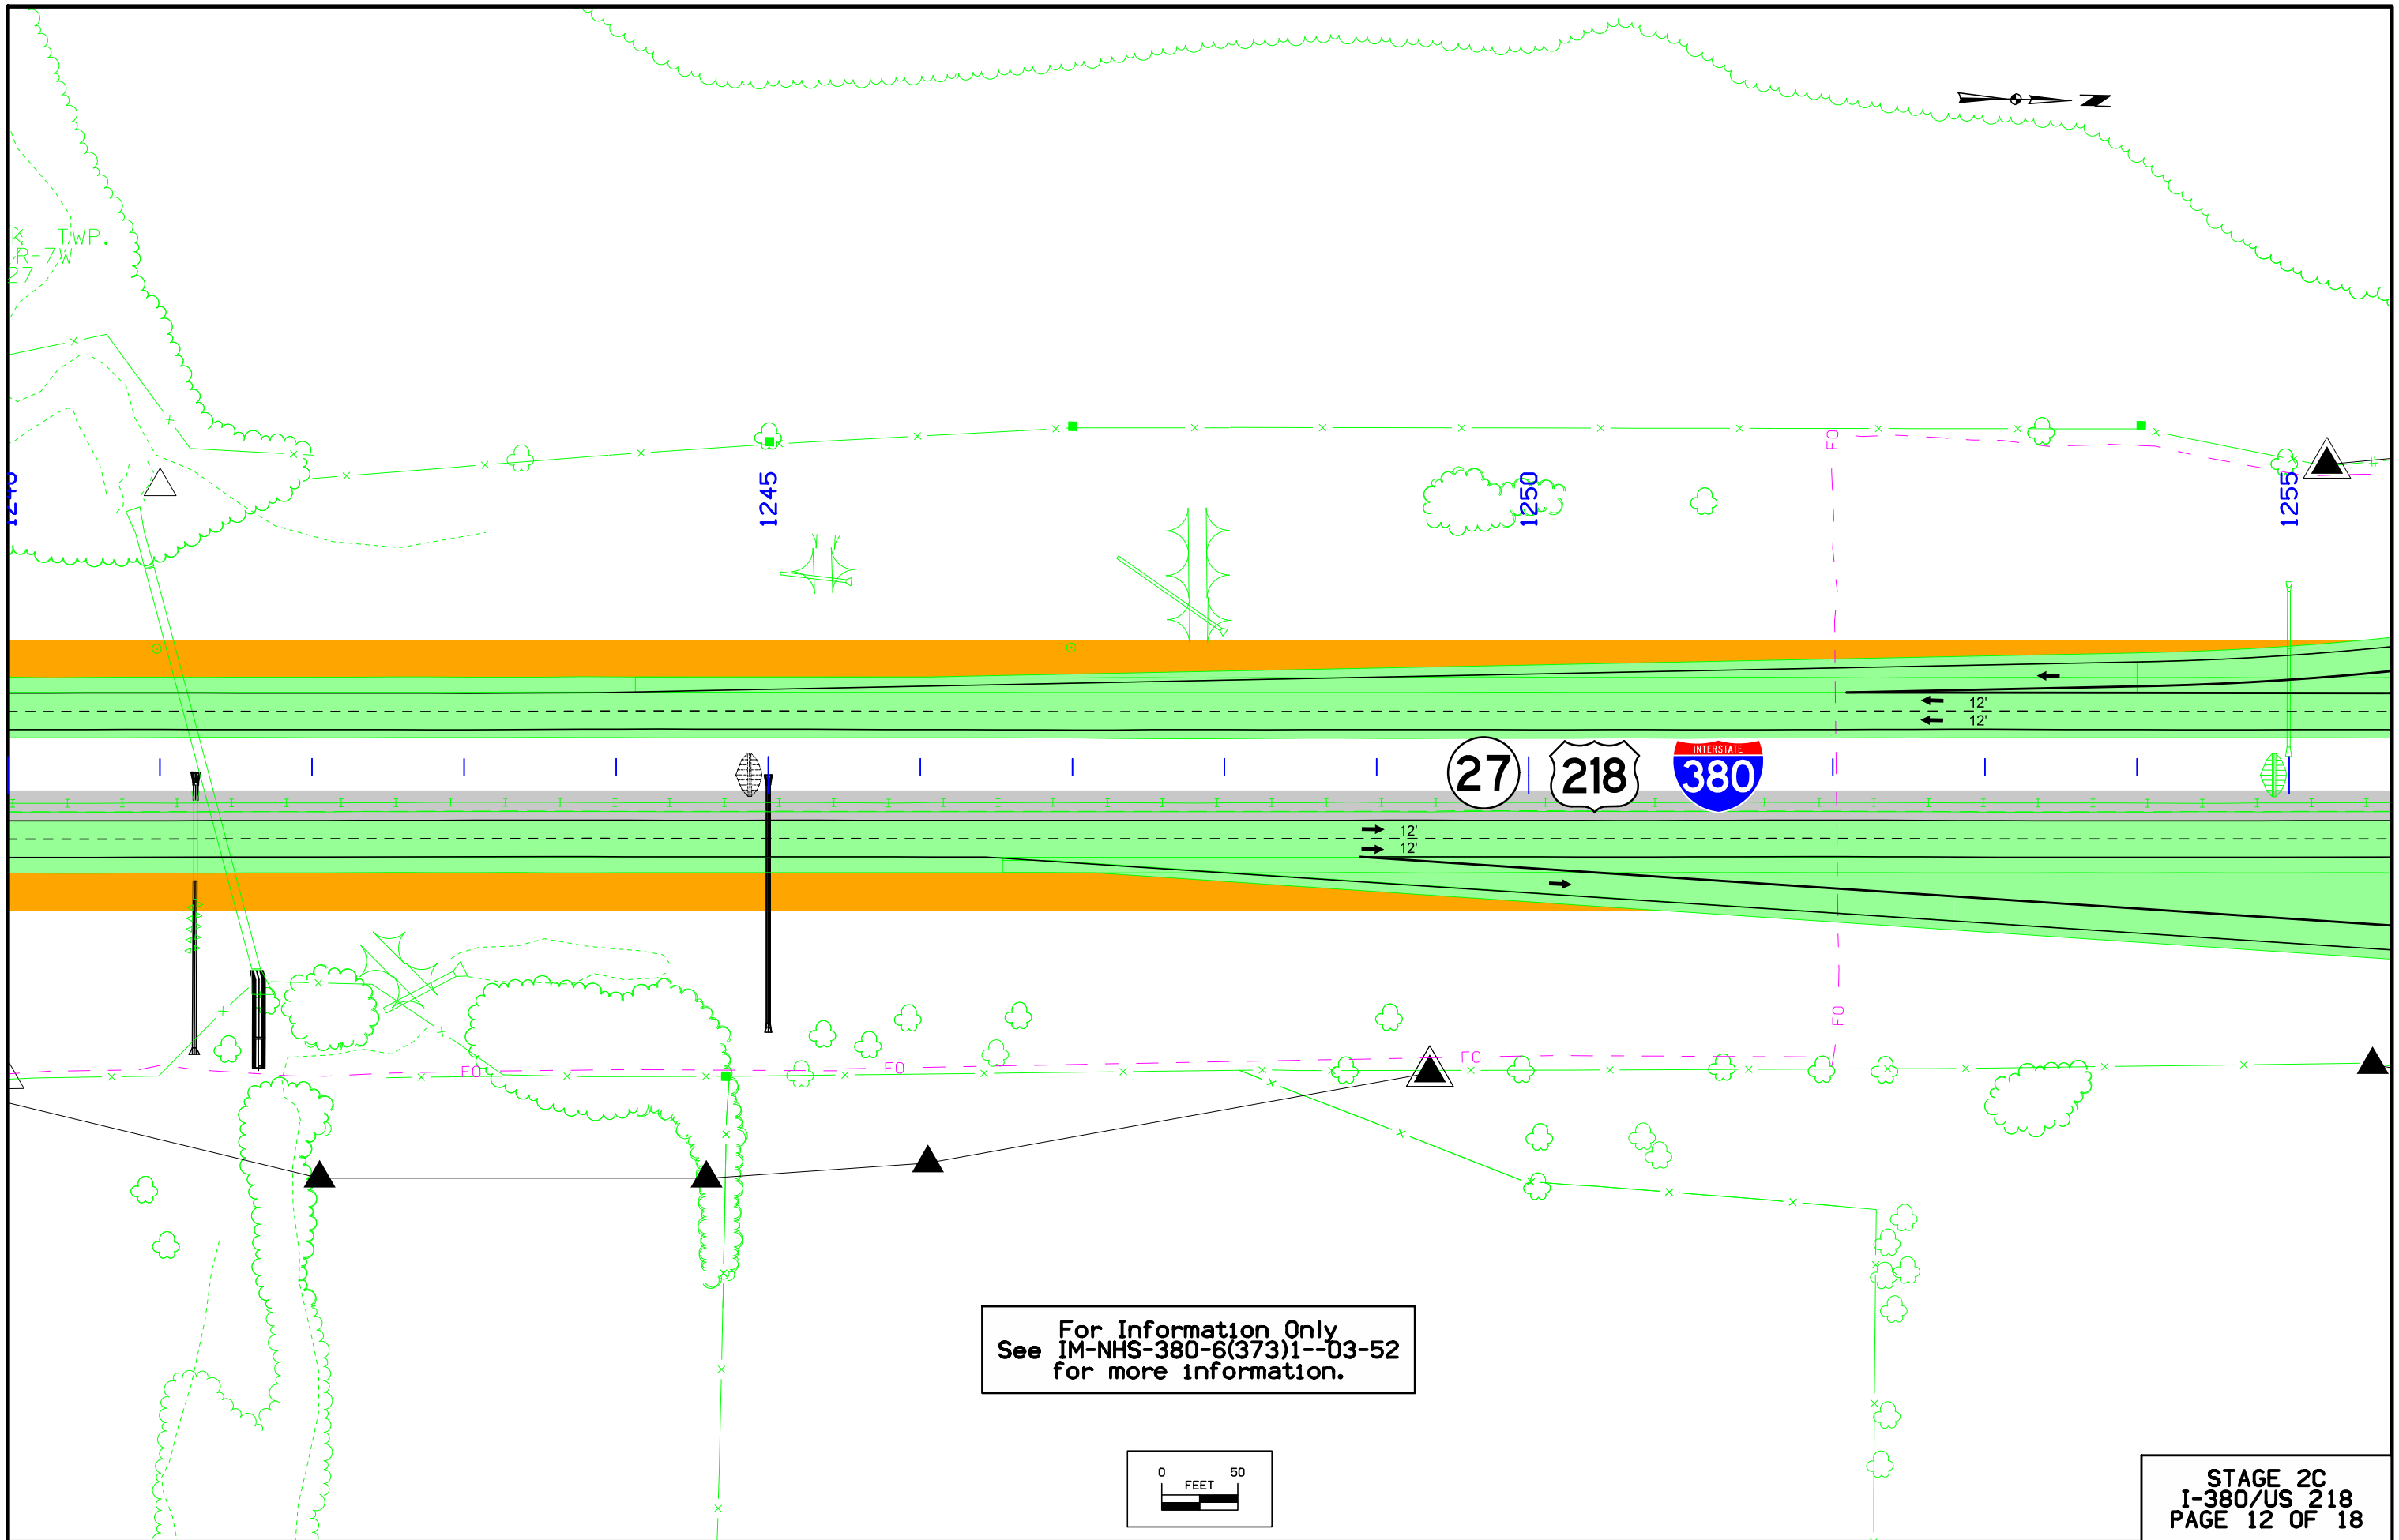 K TWP.
R-7W
27
1240
1245
1250
1255
FO
12'
12'
27
218
INTERSTATE
380
12'
12'
FO
FO
FO
FO
For Information Only
See IM-NHS-380-6(373)1--03-52
for more information.
0 50
FEET
STAGE 2C
I-380/US 218
PAGE 12 OF 18